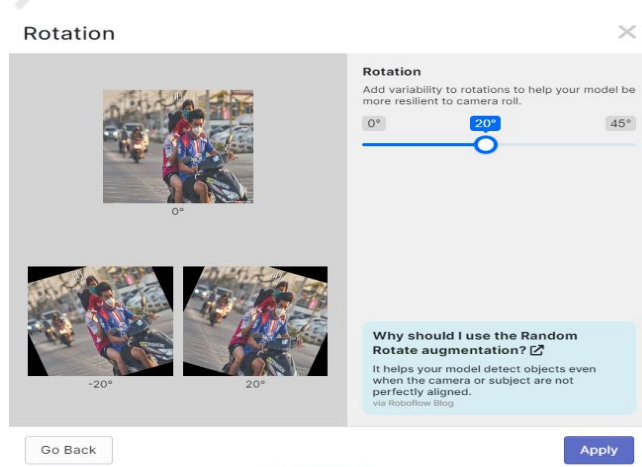 Rotation
Rotation
Add variability to rotations to help your model be
more resilient to camera roll.
0°
20°
45°
0°
-20°
20°
Why should I use the Random
Rotate augmentation?
It helps your model detect objects even
when the camera or subject are not
perfectly aligned.
via Roboflow Blog
Go Back
Apply